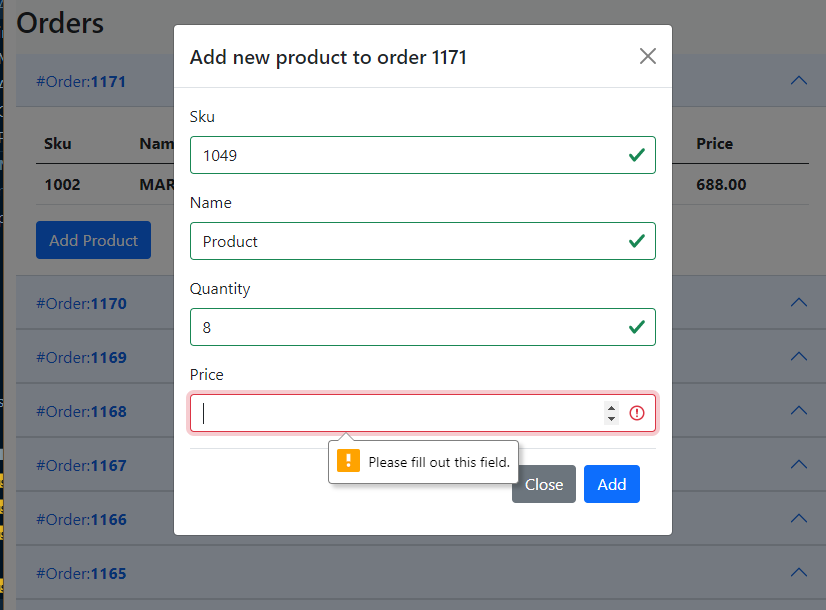 Orders
Add new product to order 1171
#Order:1171
Sku
Sku Nam Price
1049
1002 MAR 688.00
Name
Add Product
Product
Quantity
#Order:1170
8
#Order:1169
Price
#Order:1168
Please fill out this field.
#Order:1167
Close Add
#Order:1166
#Order:1165